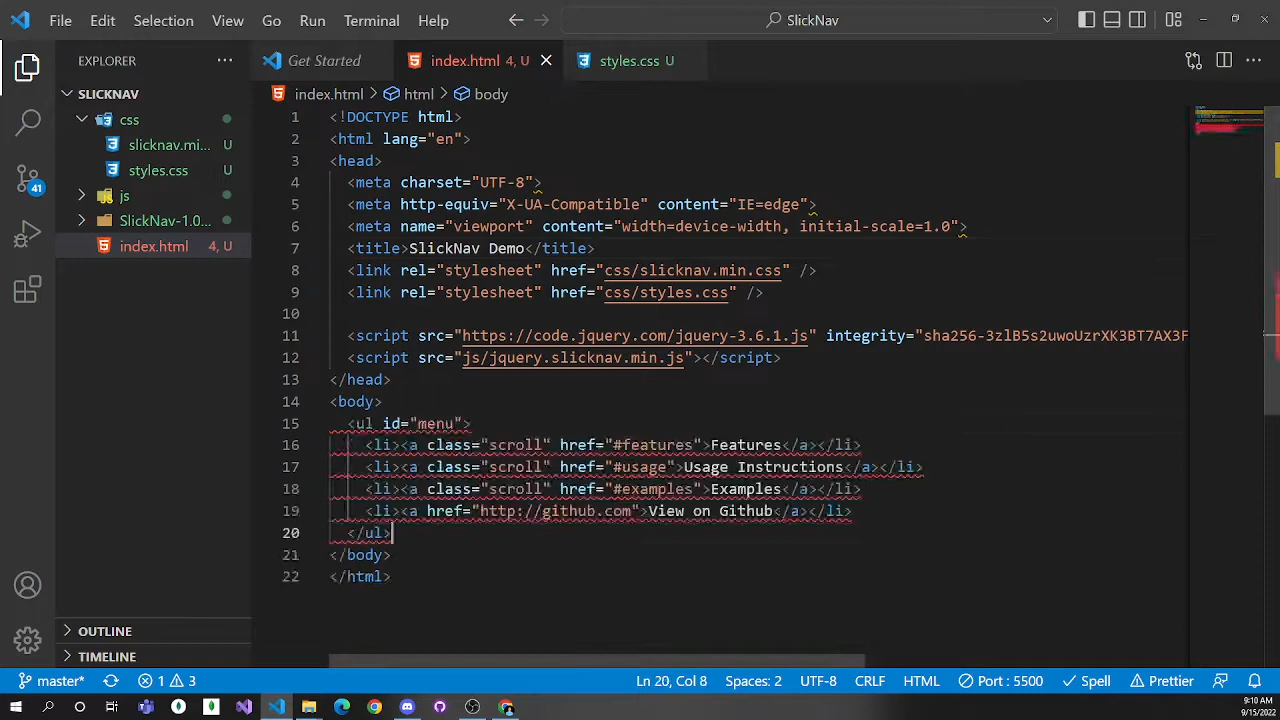 File Edit Selection View Go Run Terminal Help SlickNav
EXPLORER
Get Started index.html 4, U styles.css U
SLICKNAV
index.html > html > body
css
slicknav.mi... U
styles.css U
js
SlickNav-1.0...
index.html 4, U
1 <!DOCTYPE html>
2 <html lang="en">
3 <head>
4 <meta charset="UTF-8">
5 <meta http-equiv="X-UA-Compatible" content="IE=edge">
6 <meta name="viewport" content="width=device-width, initial-scale=1.0">
7 <title>SlickNav Demo</title>
8 <link rel="stylesheet" href="css/slicknav.min.css" />
9 <link rel="stylesheet" href="css/styles.css" />
10
11 <script src="https://code.jquery.com/jquery-3.6.1.js" integrity="sha256-3zlB5s2uwoUzrXK3BT7AX3F
12 <script src="js/jquery.slicknav.min.js"></script>
13 </head>
14 <body>
15 <ul id="menu">
16 <li><a class="scroll" href="#features">Features</a></li>
17 <li><a class="scroll" href="#usage">Usage Instructions</a></li>
18 <li><a class="scroll" href="#examples">Examples</a></li>
19 <li><a href="http://github.com">View on Github</a></li>
20 </ul>
21 </body>
22 </html>
41
OUTLINE
TIMELINE
master* 1 3 Ln 20, Col 8 Spaces: 2 UTF-8 CRLF HTML Port : 5500 Spell Prettier
9:10 AM
9/15/2022